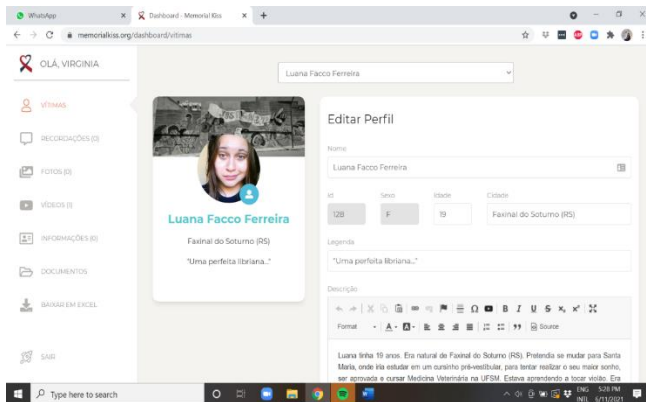 WhatsApp
Dashboard - Memorial Kiss
memorialkiss.org/dashboard/vitimas
OLÁ, VIRGINIA
VÍTIMAS
RECORDAÇÕES (0)
FOTOS (0)
VÍDEOS ()
INFORMAÇÕES (0)
DOCUMENTOS
BAIXAR EM EXCEL
SAIR
Luana Facco Ferreira
Luana Facco Ferreira
Faxinal do Soturno (RS)
"Uma perfeita libriana..."
Editar Perfil
Nome
Luana Facco Ferreira
Id Sexo Idade Cidade
128 F 19 Faxinal do Soturno (RS)
Legenda
"Uma perfeita libriana..."
Descrição
B I U S x₂ x²
Format A A Source
Luana tinha 19 anos. Era natural de Faxinal do Soturno (RS). Pretendia se mudar para Santa
Maria, onde iria estudar em um cursinho pré-vestibular, para tentar realizar o seu maior sonho,
ser aprovada e cursar Medicina Veterinária na UFSM. Estava aprendendo a tocar violão. Era
Type here to search
ENG 5:28 PM
INTL 6/11/2021